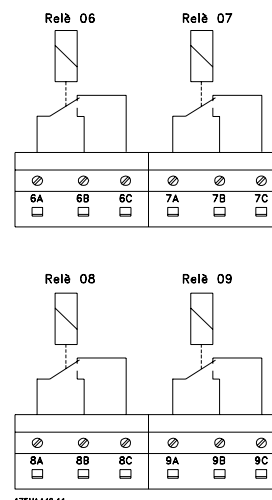 Relè 06 Relè 07
6A 6B 6C 7A 7B 7C
Relè 08 Relè 09
8A 8B 8C 9A 9B 9C